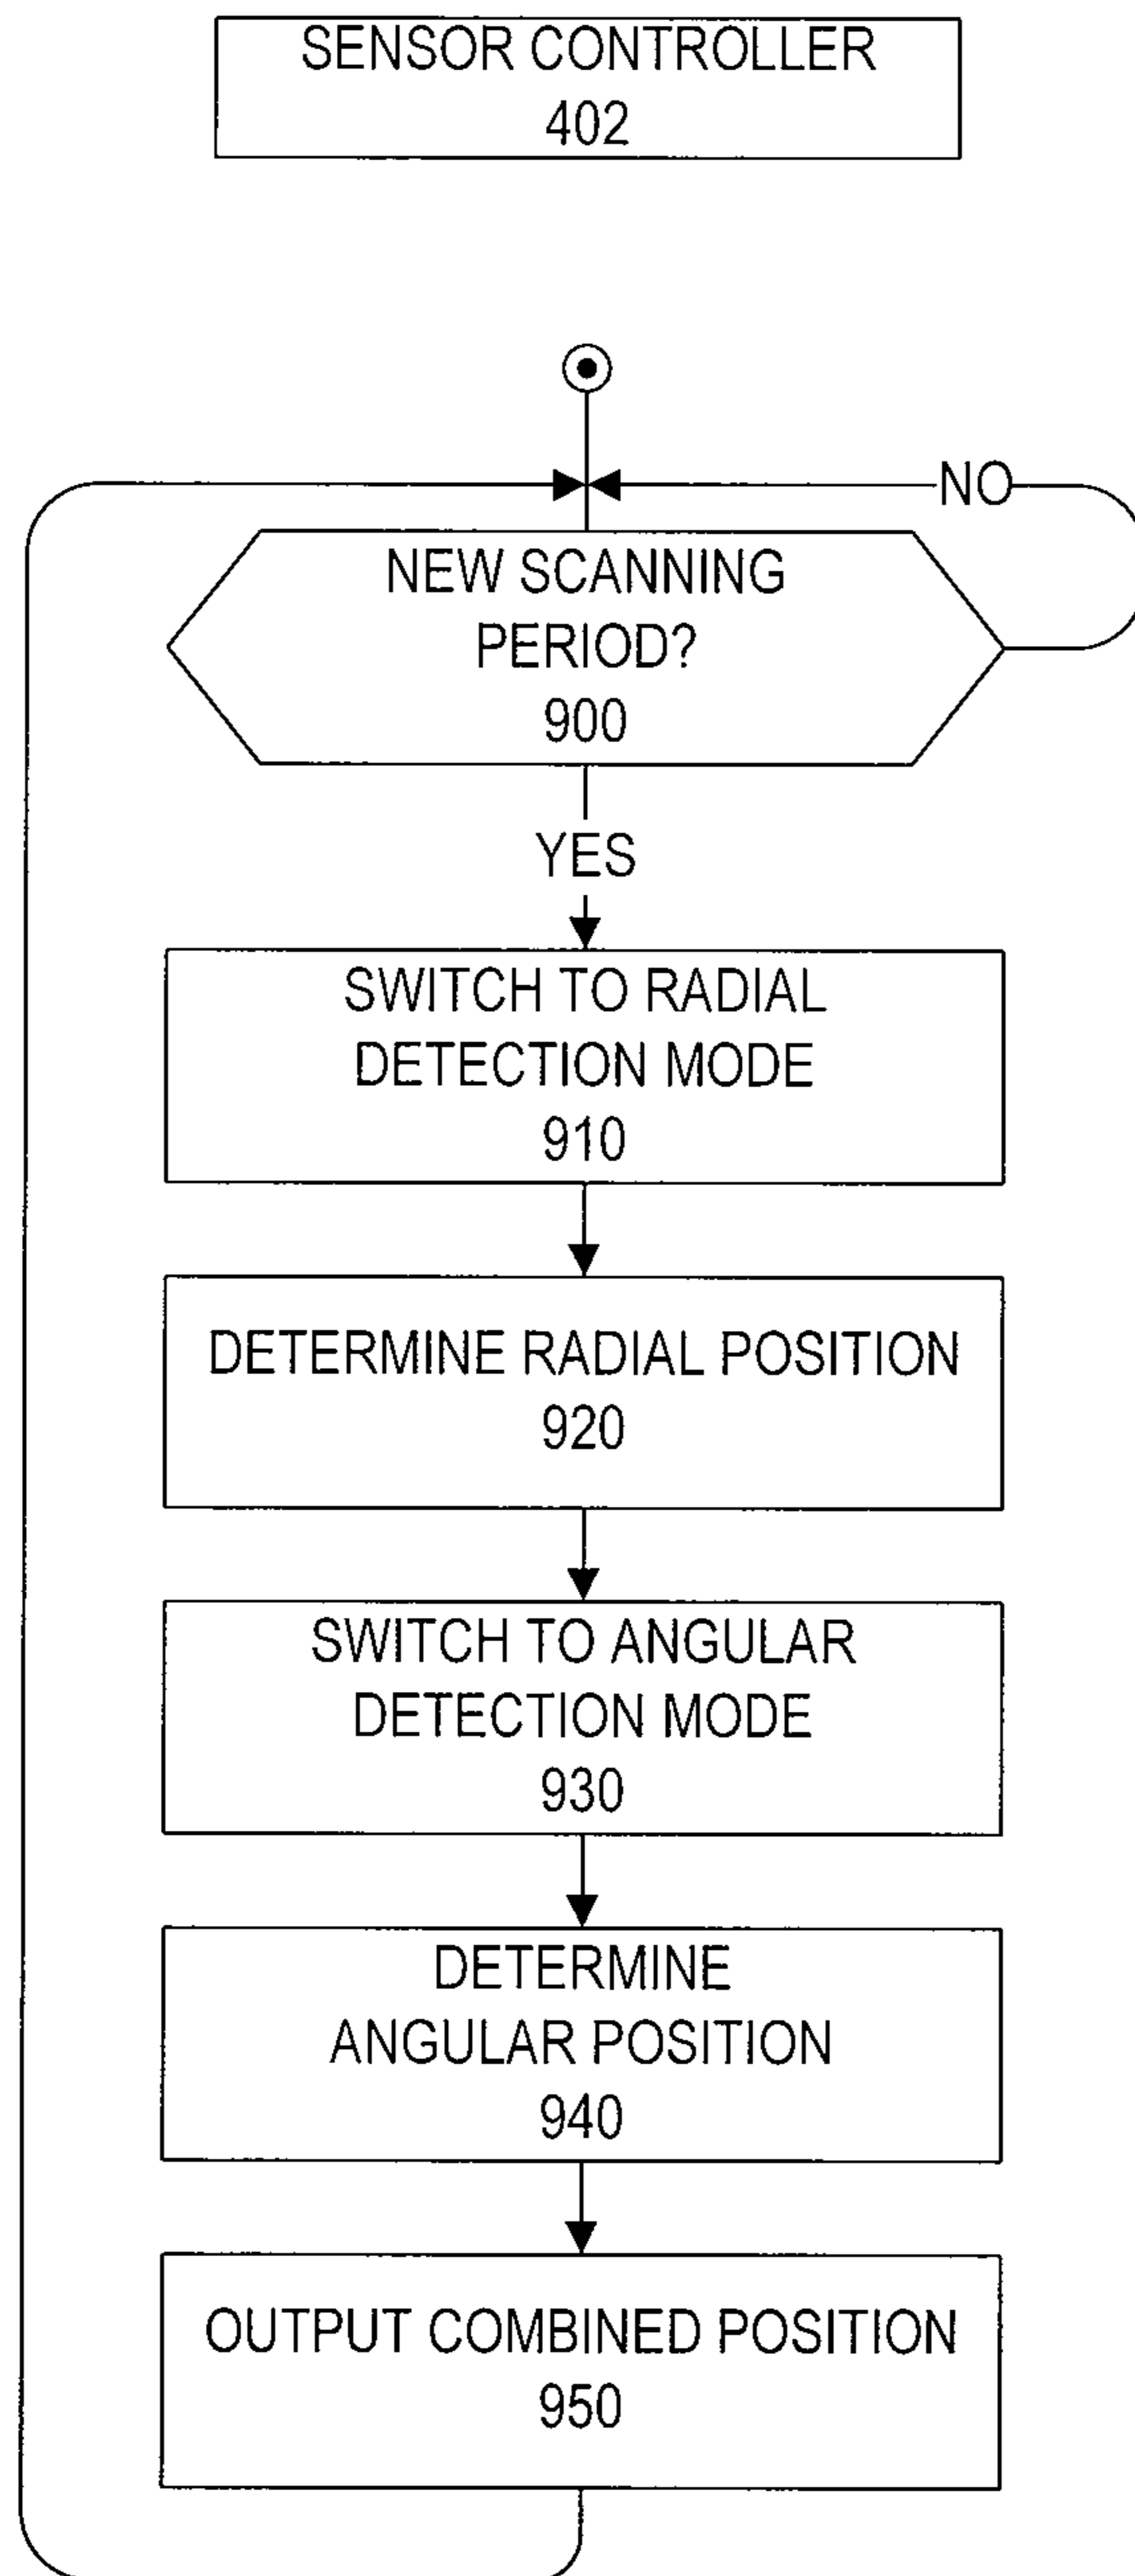 SENSOR CONTROLLER
402
NO
NEW SCANNING
PERIOD?
900
YES
SWITCH TO RADIAL
DETECTION MODE
910
DETERMINE RADIAL POSITION
920
SWITCH TO ANGULAR
DETECTION MODE
930
DETERMINE
ANGULAR POSITION
940
OUTPUT COMBINED POSITION
950